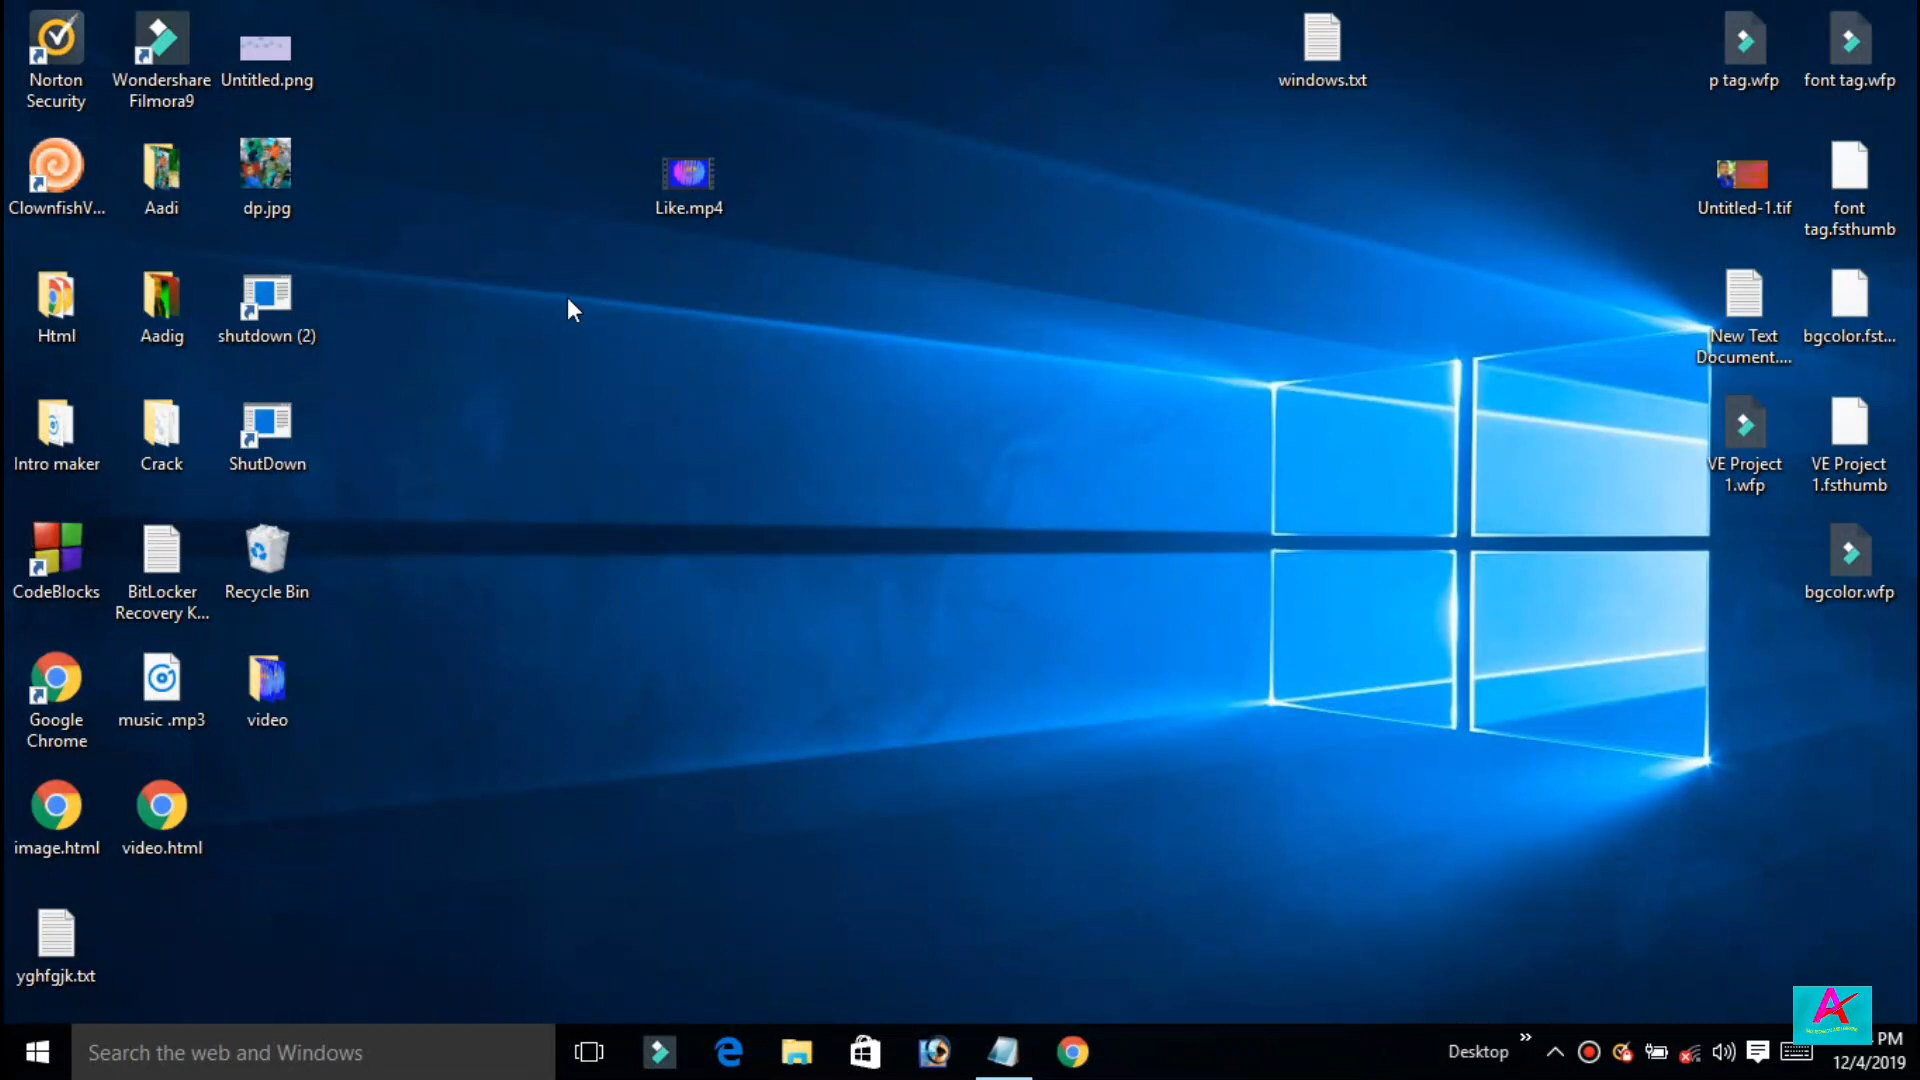 Norton
Security
Wondershare
Filmora9
Untitled.png
windows.txt
p tag.wfp
font tag.wfp
ClownfishV...
Aadi
dp.jpg
Like.mp4
Untitled-1.tif
font
tag.fsthumb
Html
Aadig
shutdown (2)
New Text
Document....
bgcolor.fst...
Intro maker
Crack
ShutDown
VE Project
1.wfp
VE Project
1.fsthumb
CodeBlocks
BitLocker
Recovery K...
Recycle Bin
bgcolor.wfp
Google
Chrome
music .mp3
video
image.html
video.html
yghfgjk.txt
Search the web and Windows
Desktop
PM
12/4/2019